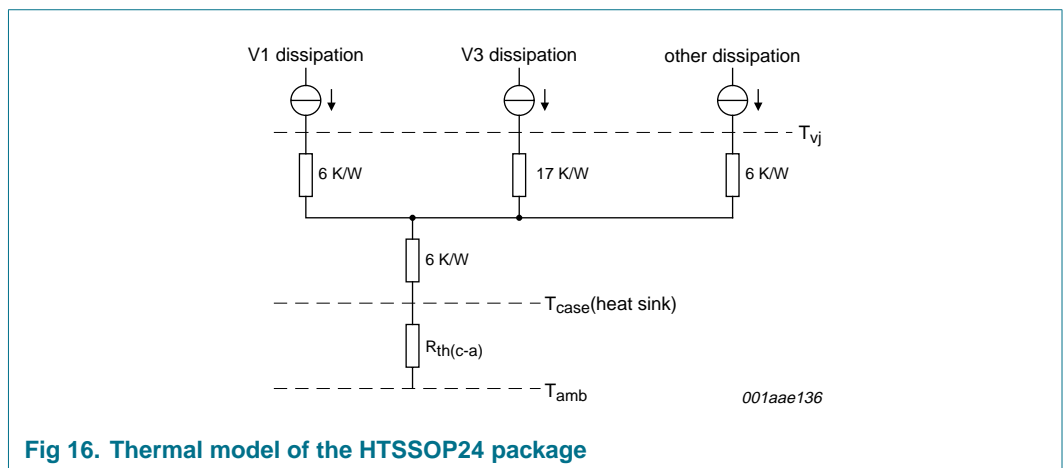 V1 dissipation
V3 dissipation
other dissipation
Tvj
6 K/W
17 K/W
6 K/W
6 K/W
Tcase(heat sink)
Rth(c-a)
Tamb
001aae136
Fig 16. Thermal model of the HTSSOP24 package